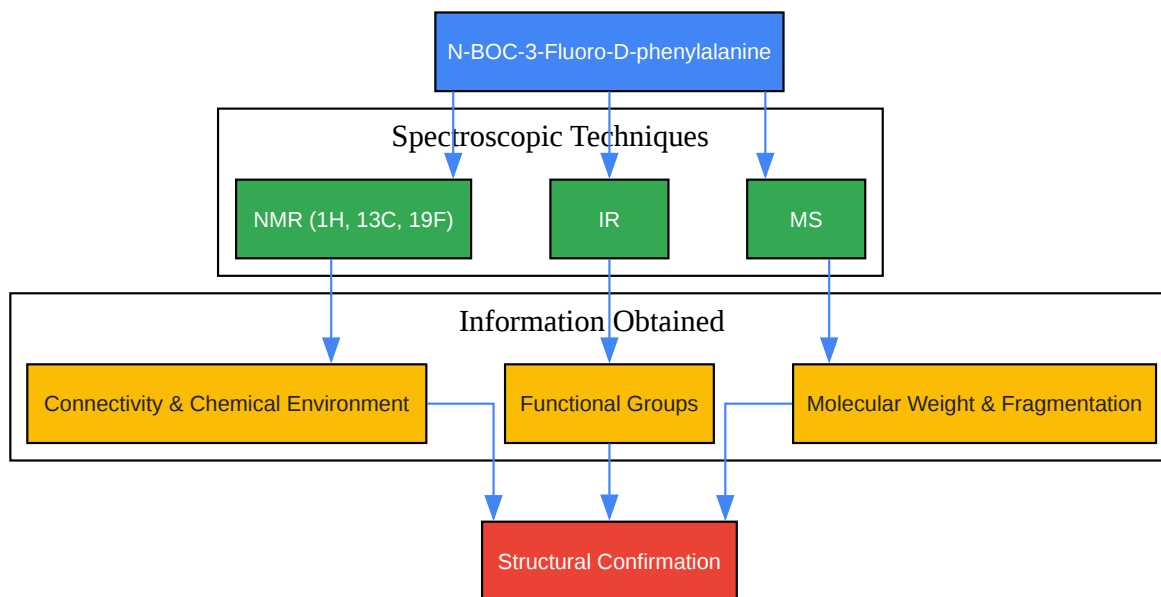 N-BOC-3-Fluoro-D-phenylalanine
Spectroscopic Techniques
NMR (1H, 13C, 19F)
IR
MS
Information Obtained
Connectivity & Chemical Environment
Functional Groups
Molecular Weight & Fragmentation
Structural Confirmation